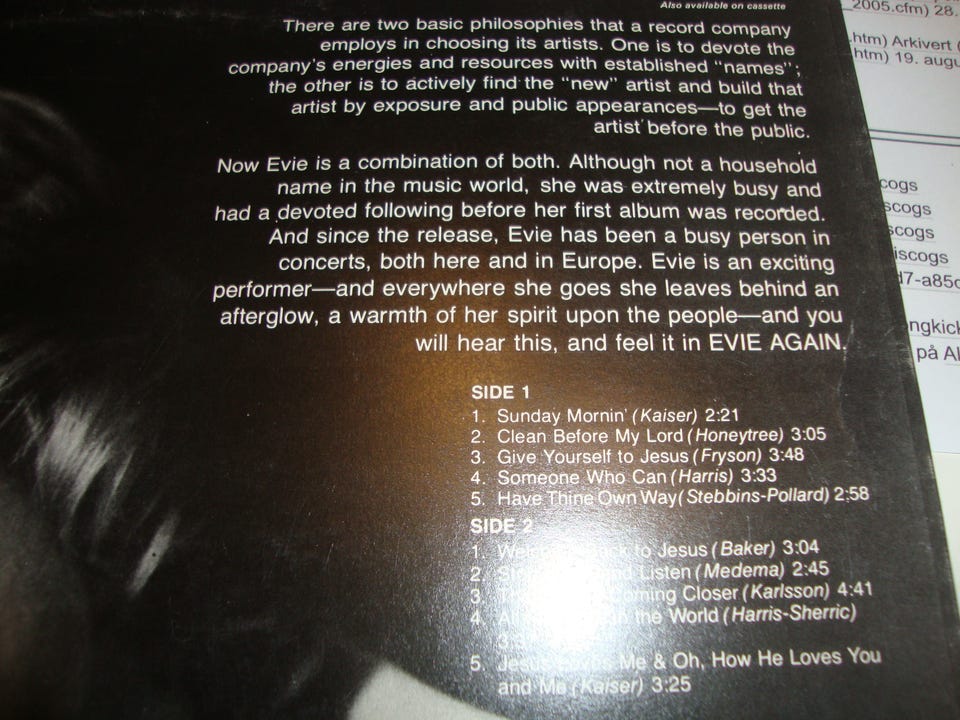 Also available on cassette
There are two basic philosophies that a record company
employs in choosing its artists. One is to devote the
company's energies and resources with established "names";
the other is to actively find the "new" artist and build that
artist by exposure and public appearances—to get the
artist before the public.
Now Evie is a combination of both. Although not a household
name in the music world, she was extremely busy and
had a devoted following before her first album was recorded.
And since the release, Evie has been a busy person in
concerts, both here and in Europe. Evie is an exciting
performer—and everywhere she goes she leaves behind an
afterglow, a warmth of her spirit upon the people—and you
will hear this, and feel it in EVIE AGAIN.
SIDE 1
1. Sunday Mornin' (Kaiser) 2:21
2. Clean Before My Lord (Honeytree) 3:05
3. Give Yourself to Jesus (Fryson) 3:48
4. Someone Who Can (Harris) 3:33
5. Have Thine Own Way (Stebbins-Pollard) 2:58
SIDE 2
1. to Jesus (Baker) 3:04
2. and Listen (Medema) 2:45
3. Coming Closer (Karlsson) 4:41
4. the World (Harris-Sherric)
5. Jesus Loves Me & Oh, How He Loves You
and Me (Kaiser) 3:25
2005.cfm) 28.
.htm) Arkivert
htm) 19. augu
cogs
scogs
scogs
iscogs
d7-a85c
ngkick
på Al